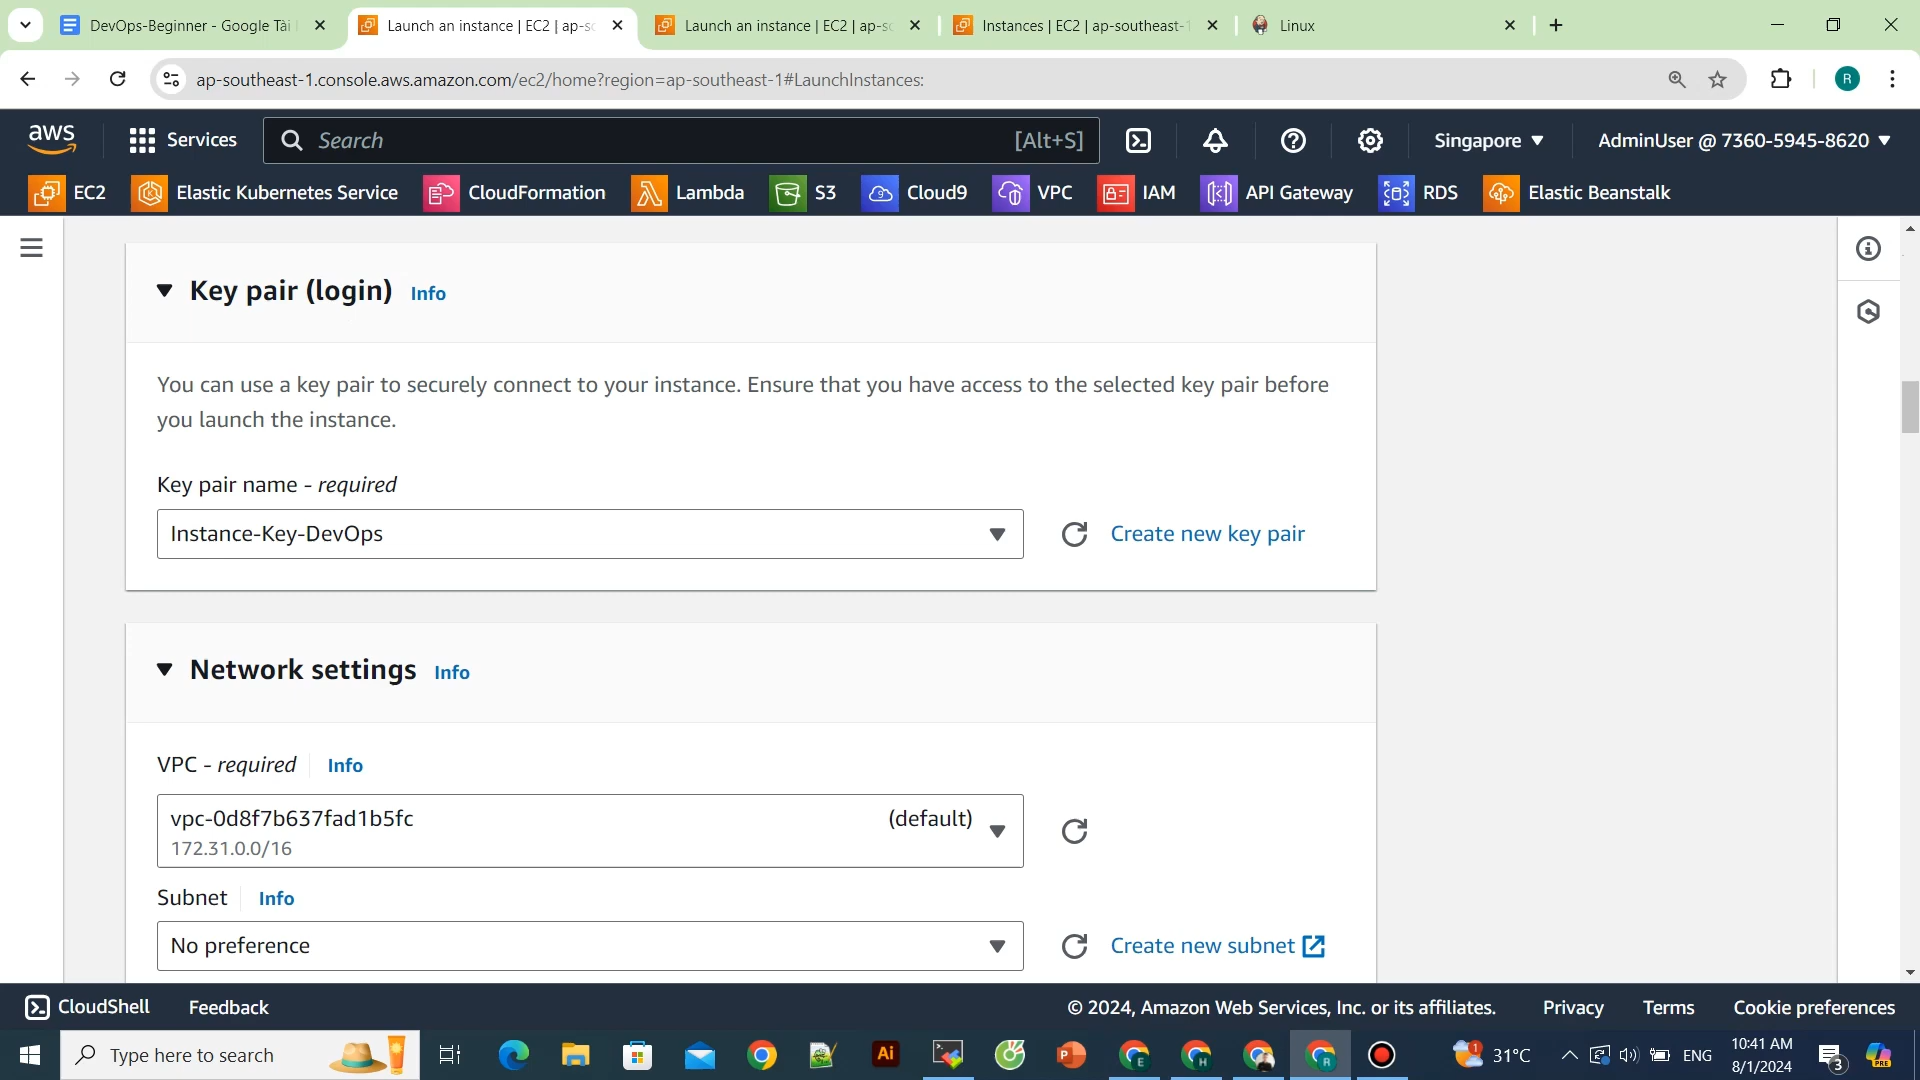 DevOps-Beginner - Google Tài l
Launch an instance | EC2 | ap-so
Launch an instance | EC2 | ap-so
Instances | EC2 | ap-southeast-1
Linux
ap-southeast-1.console.aws.amazon.com/ec2/home?region=ap-southeast-1#LaunchInstances:
R
aws
Services
Search
[Alt+S]
Singapore
AdminUser @ 7360-5945-8620
EC2
Elastic Kubernetes Service
CloudFormation
Lambda
S3
Cloud9
VPC
IAM
API Gateway
RDS
Elastic Beanstalk
Key pair (login) Info
You can use a key pair to securely connect to your instance. Ensure that you have access to the selected key pair before
you launch the instance.
Key pair name - required
Instance-Key-DevOps
Create new key pair
Network settings Info
VPC - required Info
vpc-0d8f7b637fad1b5fc (default)
172.31.0.0/16
Subnet Info
No preference
Create new subnet
CloudShell
Feedback
© 2024, Amazon Web Services, Inc. or its affiliates.
Privacy
Terms
Cookie preferences
Type here to search
31°C
ENG
10:41 AM
8/1/2024
3